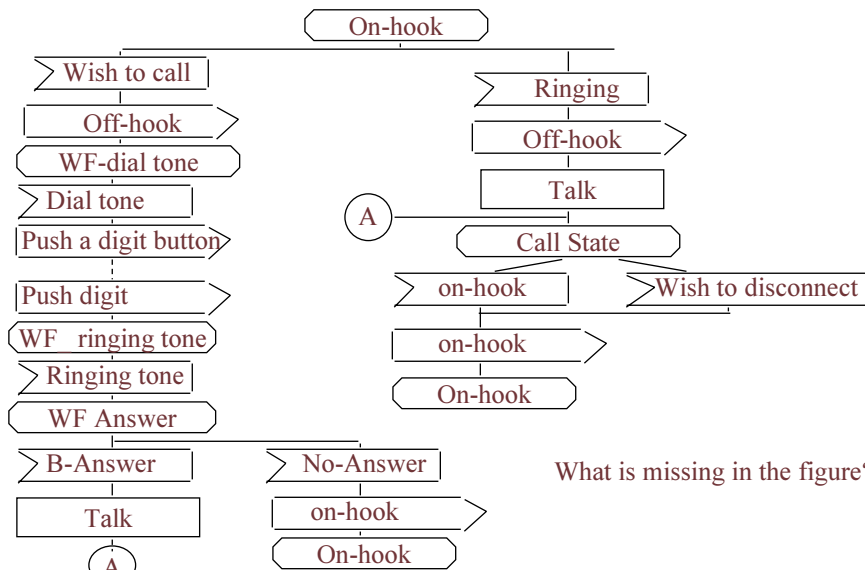 On-hook
Wish to call
Ringing
Off-hook
Off-hook
WF-dial tone
Talk
Dial tone
A
Push a digit button
Call State
Push digit
on-hook
Wish to disconnect
WF_ ringing tone
on-hook
Ringing tone
On-hook
WF Answer
B-Answer
No-Answer
What is missing in the figure?
Talk
on-hook
On-hook
A